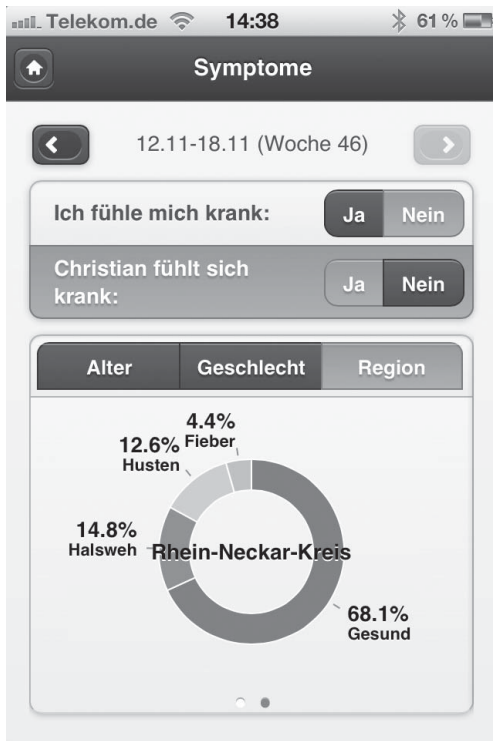 Telekom.de 14:38 61 %
Symptome
12.11-18.11 (Woche 46)
Ich fühle mich krank: Ja Nein
Christian fühlt sich
krank: Ja Nein
Alter Geschlecht Region
4.4%
Fieber
12.6%
Husten
14.8%
Halsweh
Rhein-Neckar-Kreis
68.1%
Gesund